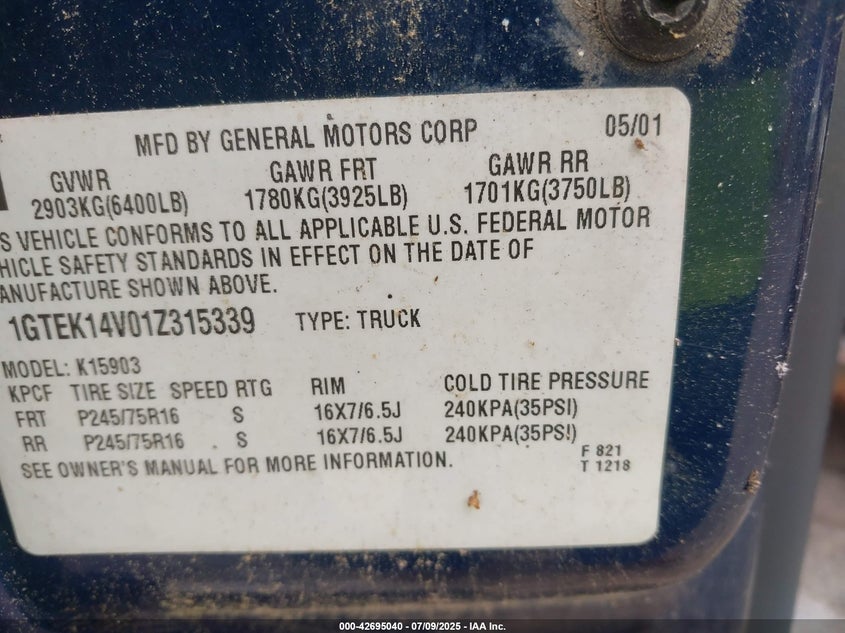 MFD BY GENERAL MOTORS CORP 05/01
GVWR GAWR FRT GAWR RR
2903KG(6400LB) 1780KG(3925LB) 1701KG(3750LB)
S VEHICLE CONFORMS TO ALL APPLICABLE U.S. FEDERAL MOTOR
HICLE SAFETY STANDARDS IN EFFECT ON THE DATE OF
ANUFACTURE SHOWN ABOVE.
1GTEK14V01Z315339 TYPE: TRUCK
MODEL: K15903
KPCF TIRE SIZE SPEED RTG RIM COLD TIRE PRESSURE
FRT P245/75R16 S 16X7/6.5J 240KPA(35PSI)
RR P245/75R16 S 16X7/6.5J 240KPA(35PSI)
SEE OWNER'S MANUAL FOR MORE INFORMATION.
F 821
T 1218
000-42695040 - 07/09/2025 - IAA Inc.